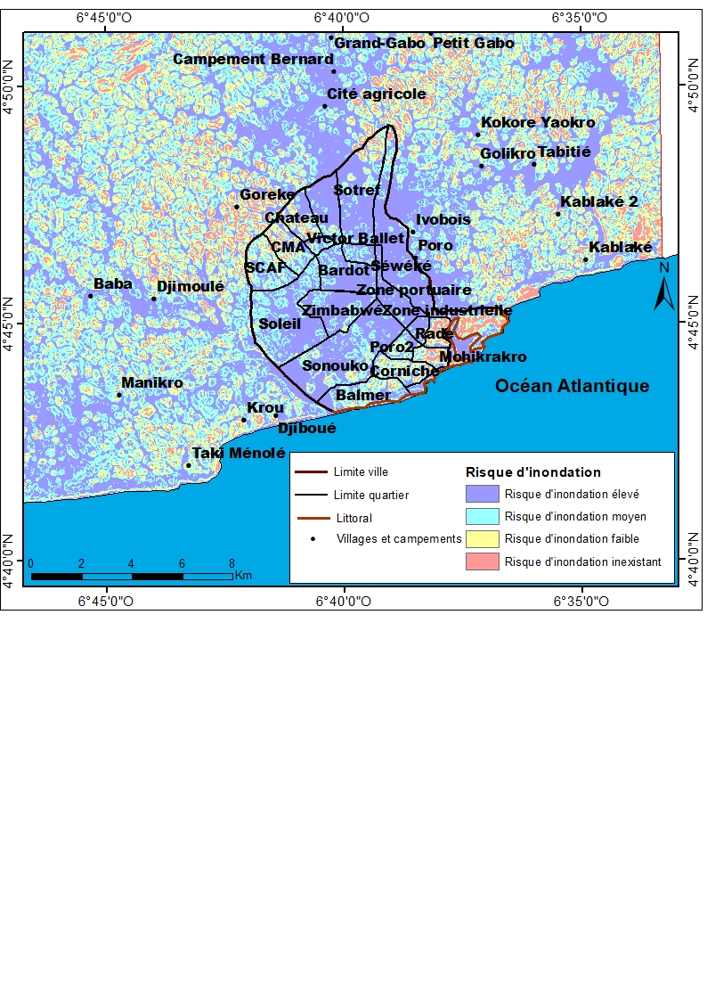 6°45'0"O 6°40'0"O 6°35'0"O
Grand-Gabo Petit Gabo
Campement Bernard
4°50'0"N 4°50'0"N
Cité agricole
Kokore Yaokro
Golikro Tabitié
Sotref
Goreke
Kablaké 2
Chateau
Ivobois
Victor Ballet
CMA Poro Kablaké
SCAF Bardot Séwéké
N
Baba Djimoulé Zone portuaire
Zimbabwe Zone industrielle
4°45'0"N Soleil 4°45'0"N
Rade
Poro2
Mohikrakro
Sonouko Corniche
Manikro Océan Atlantique
Balmer
Krou
Djiboué
Taki Ménolé
Limite ville
Limite quartier
Littoral
Villages et campements
Risque d'inondation
Risque d'inondation élevé
Risque d'inondation moyen
Risque d'inondation faible
Risque d'inondation inexistant
4°40'0"N 4°40'0"N
0 2 4 6 8
Km
6°45'0"O 6°40'0"O 6°35'0"O